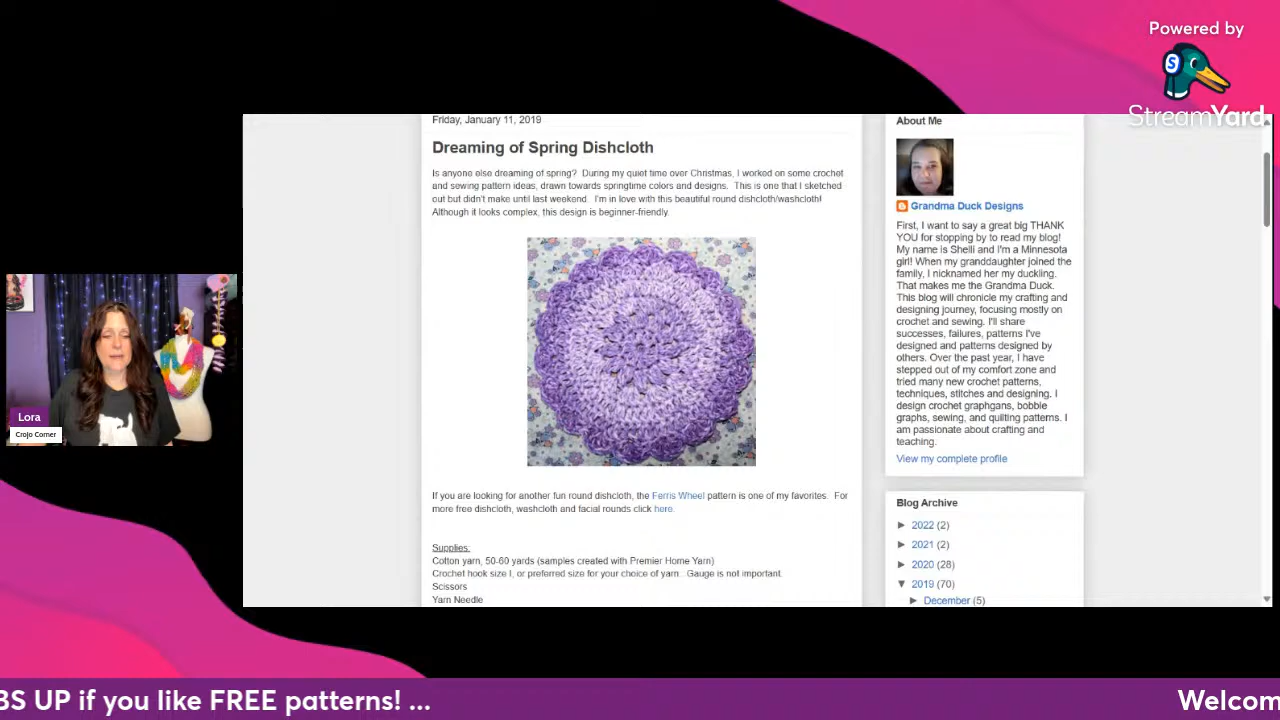 Powered by
S
StreamYard
Friday, January 11, 2019
Dreaming of Spring Dishcloth
Is anyone else dreaming of spring? During my quiet time over Christmas, I worked on some crochet
and sewing pattern ideas, drawn towards springtime colors and designs. This is one that I sketched
out but didn't make until last weekend. I'm in love with this beautiful round dishcloth/washcloth!
Although it looks complex, this design is beginner-friendly.
If you are looking for another fun round dishcloth, the Ferris Wheel pattern is one of my favorites. For
more free dishcloth, washcloth and facial rounds click here.
Supplies:
Cotton yarn, 50-60 yards (samples created with Premier Home Yarn)
Crochet hook size I, or preferred size for your choice of yarn. Gauge is not important.
Scissors
Yarn Needle
About Me
Grandma Duck Designs
First, I want to say a great big THANK
YOU for stopping by to read my blog!
My name is Shelli and I'm a Minnesota
girl! When my granddaughter joined the
family, I nicknamed her my duckling.
That makes me the Grandma Duck.
This blog will chronicle my crafting and
designing journey, focusing mostly on
crochet and sewing. I'll share
successes, failures, patterns I've
designed and patterns designed by
others. Over the past year, I have
stepped out of my comfort zone and
tried many new crochet patterns,
techniques, stitches and designing. I
design crochet graphgans, bobble
graphs, sewing, and quilting patterns. I
am passionate about crafting and
teaching.
View my complete profile
Blog Archive
► 2022 (2)
► 2021 (2)
► 2020 (28)
▼ 2019 (70)
► December (5)
Lora
Crojo Corner
BS UP if you like FREE patterns! ...
Welcom